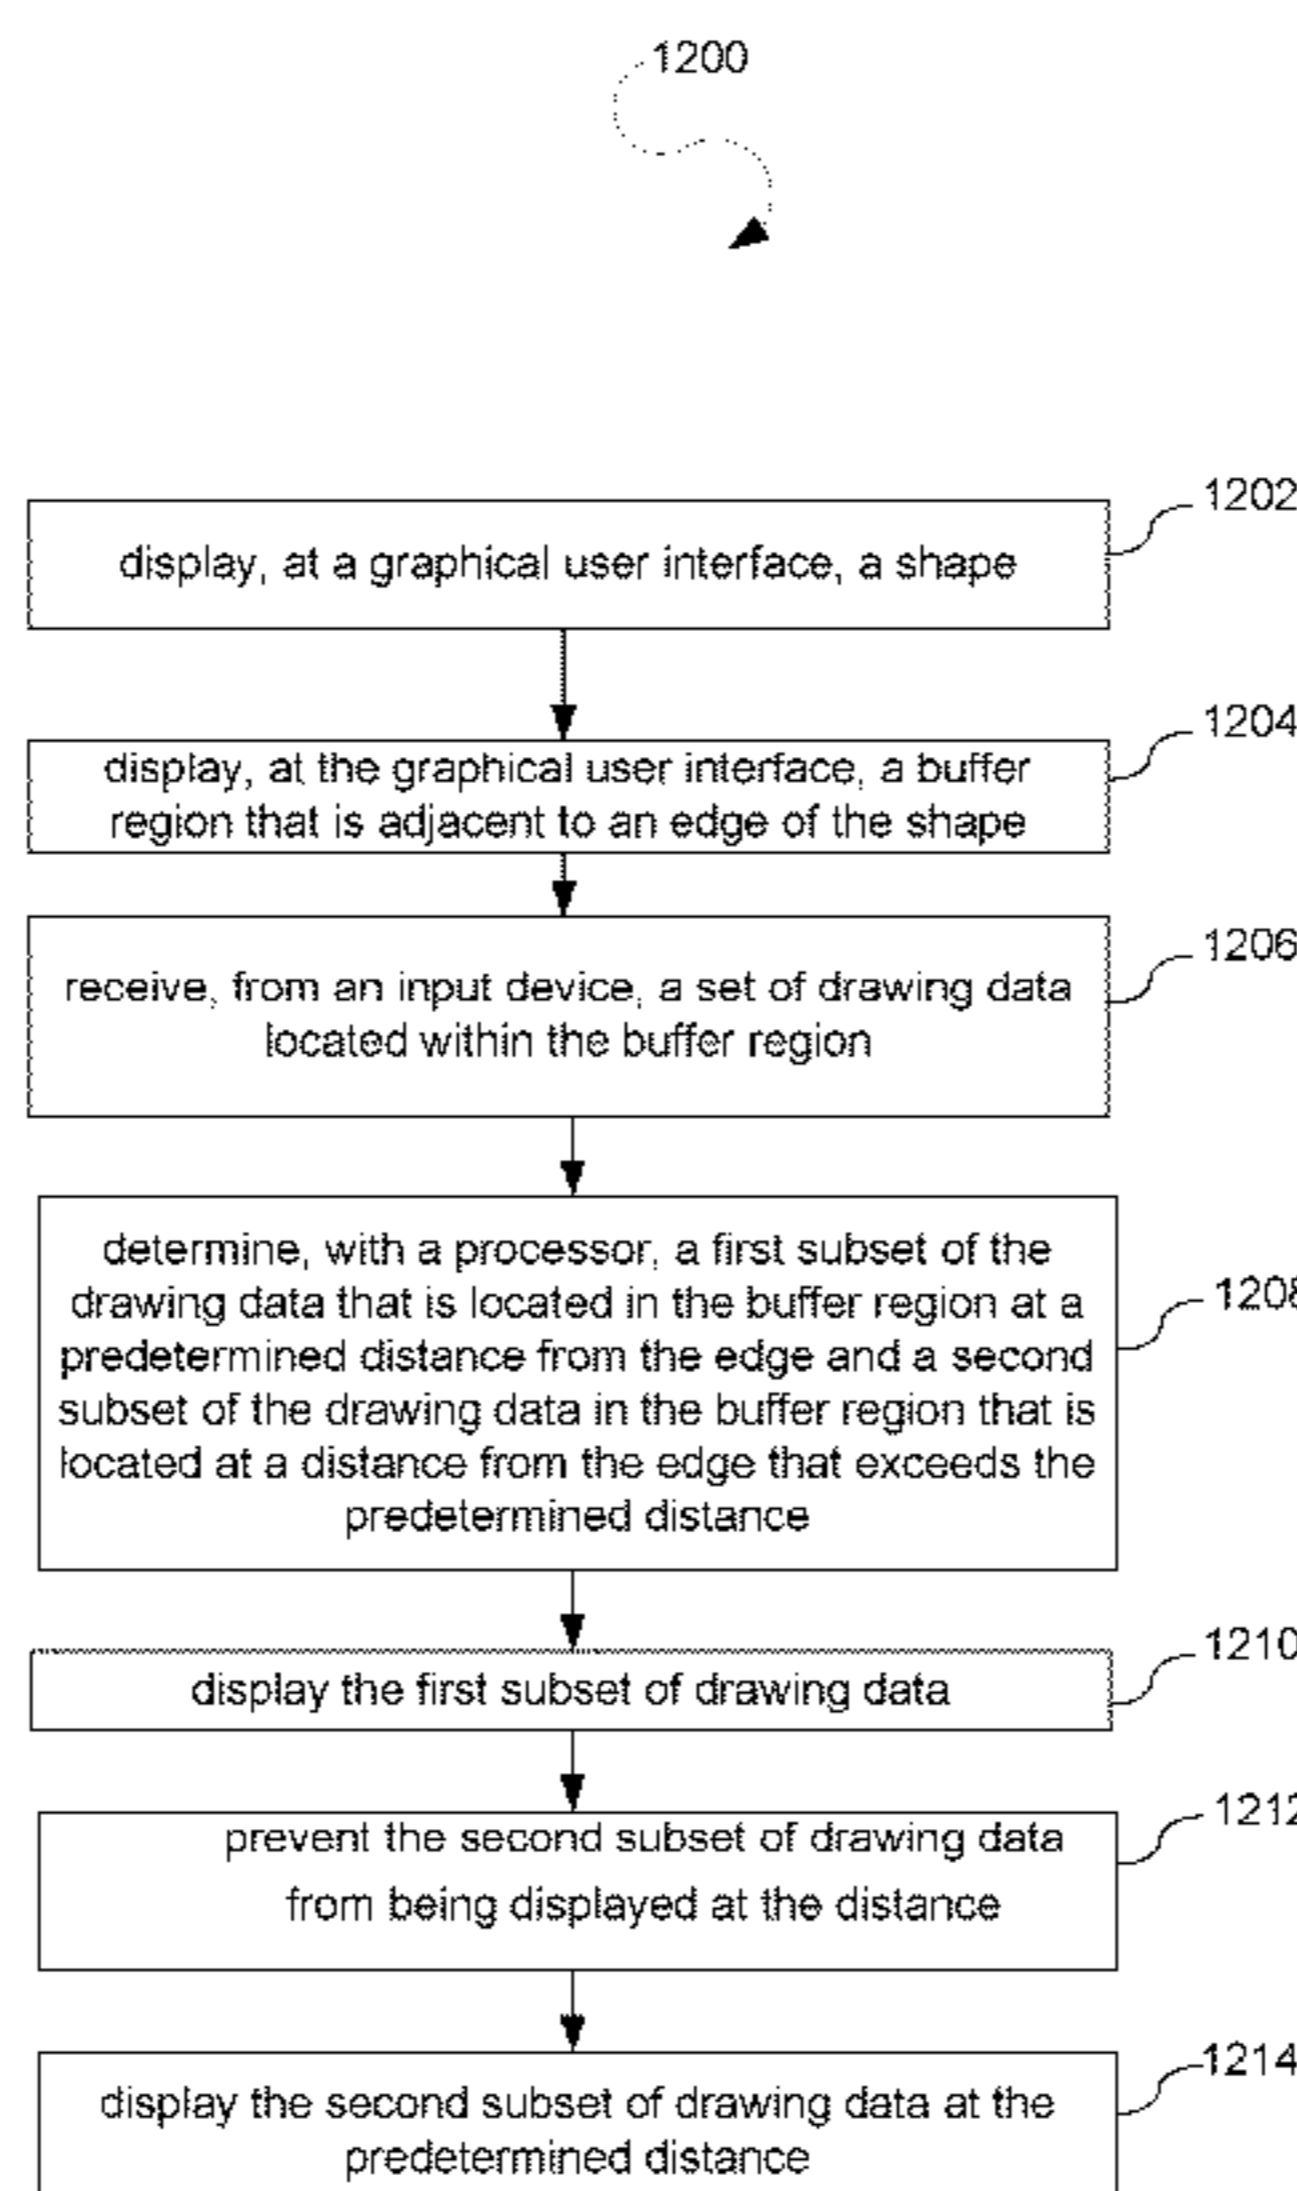 1200
1202
display, at a graphical user interface, a shape
1204
display, at the graphical user interface, a buffer
region that is adjacent to an edge of the shape
1206
receive, from an input device, a set of drawing data
located within the buffer region
determine, with a processor, a first subset of the
drawing data that is located in the buffer region at a
1208
predetermined distance from the edge and a second
subset of the drawing data in the buffer region that is
located at a distance from the edge that exceeds the
predetermined distance
1210
display the first subset of drawing data
1212
prevent the second subset of drawing data
from being displayed at the distance
1214
display the second subset of drawing data at the
predetermined distance